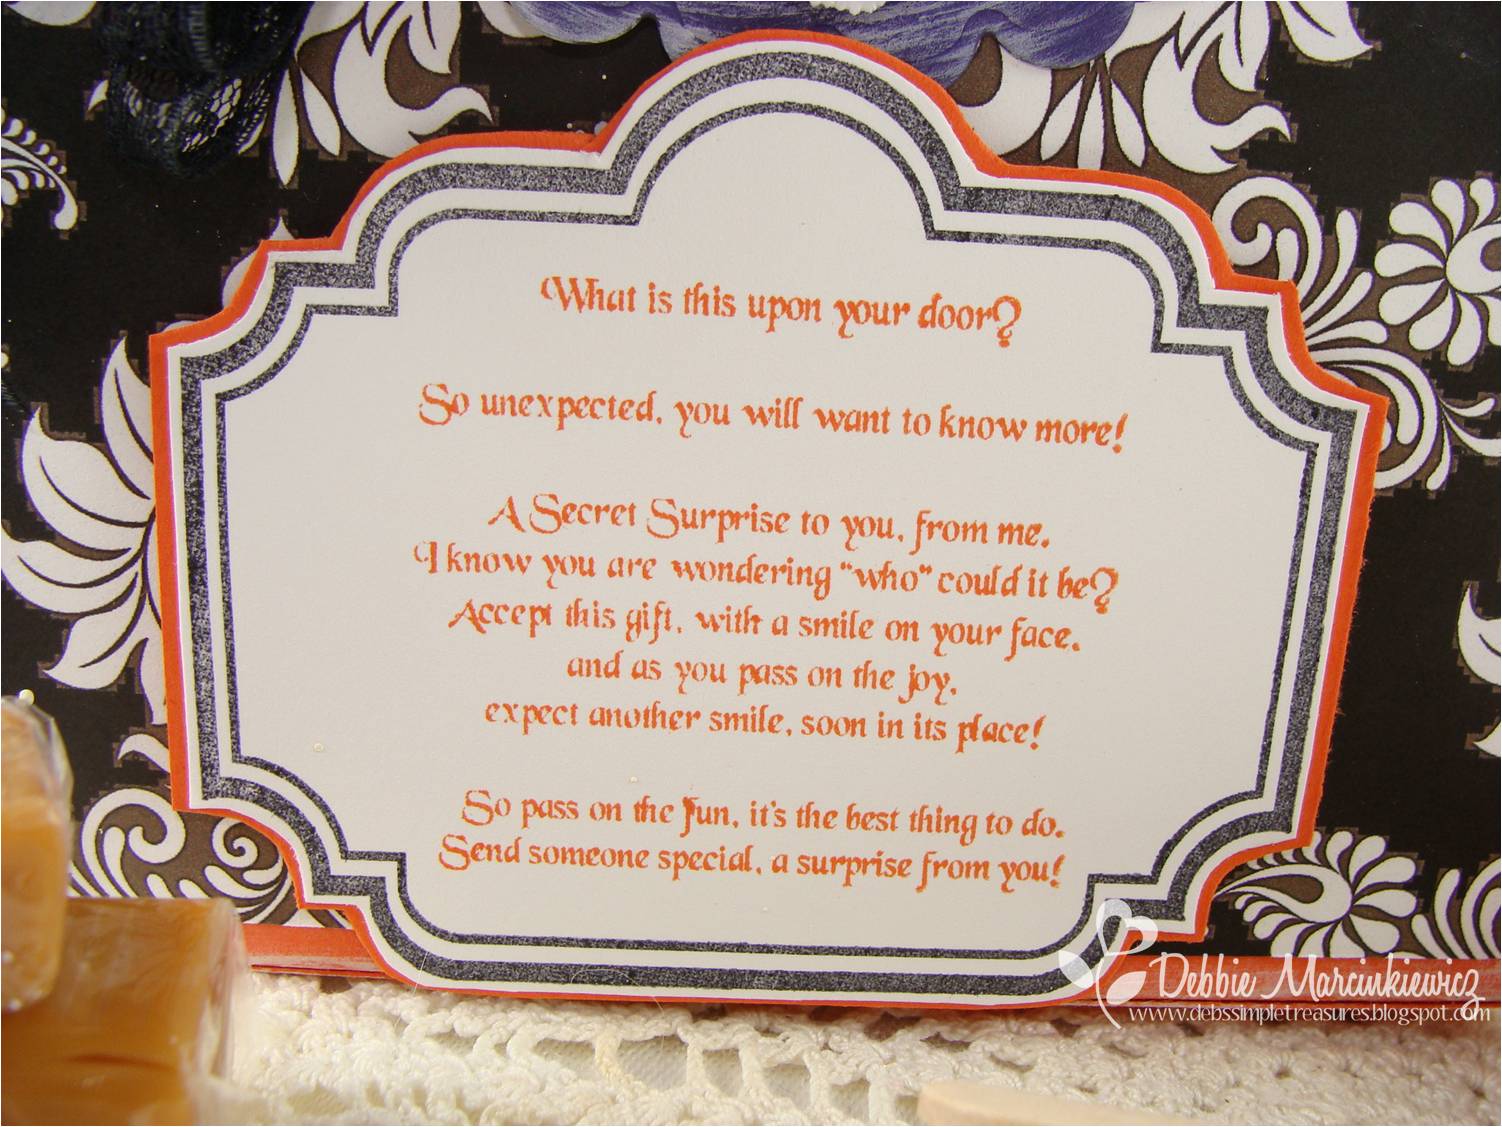 What is this upon your door?
So unexpected, you will want to know more!
A Secret Surprise to you, from me.
I know you are wondering "who" could it be?
Accept this gift, with a smile on your face.
and as you pass on the joy,
expect another smile, soon in its place!
So pass on the fun, it's the best thing to do.
Send someone special, a surprise from you!
Debbie Marcinkiewicz
www.debssimpletreasures.blogspot.com